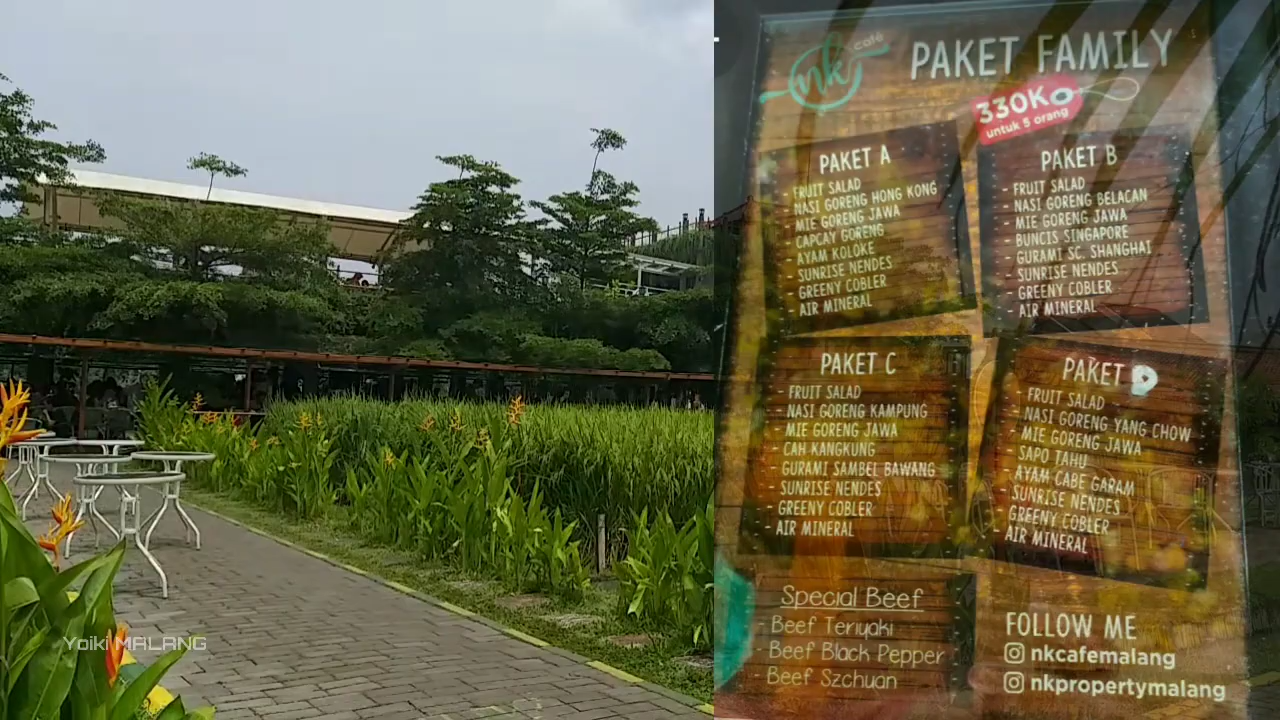 Yoiki MALANG
nk café
PAKET FAMILY
330K
untuk 5 orang
PAKET A
- FRUIT SALAD
- NASI GORENG HONG KONG
- MIE GORENG JAWA
- CAPCAY GORENG
- AYAM KOLOKE
- SUNRISE NENDES
- GREENY COBLER
- AIR MINERAL
PAKET B
- FRUIT SALAD
- NASI GORENG BELACAN
- MIE GORENG JAWA
- BUNCIS SINGAPORE
- GURAMI SC. SHANGHAI
- SUNRISE NENDES
- GREENY COBLER
- AIR MINERAL
PAKET C
- FRUIT SALAD
- NASI GORENG KAMPUNG
- MIE GORENG JAWA
- CAH KANGKUNG
- GURAMI SAMBEL BAWANG
- SUNRISE NENDES
- GREENY COBLER
- AIR MINERAL
PAKET D
- FRUIT SALAD
- NASI GORENG YANG CHOW
- MIE GORENG JAWA
- SAPO TAHU
- AYAM CABE GARAM
- SUNRISE NENDES
- GREENY COBLER
- AIR MINERAL
Special Beef
- Beef Teriyaki
- Beef Black Pepper
- Beef Szchuan
FOLLOW ME
nkcafemalang
nkpropertymalang